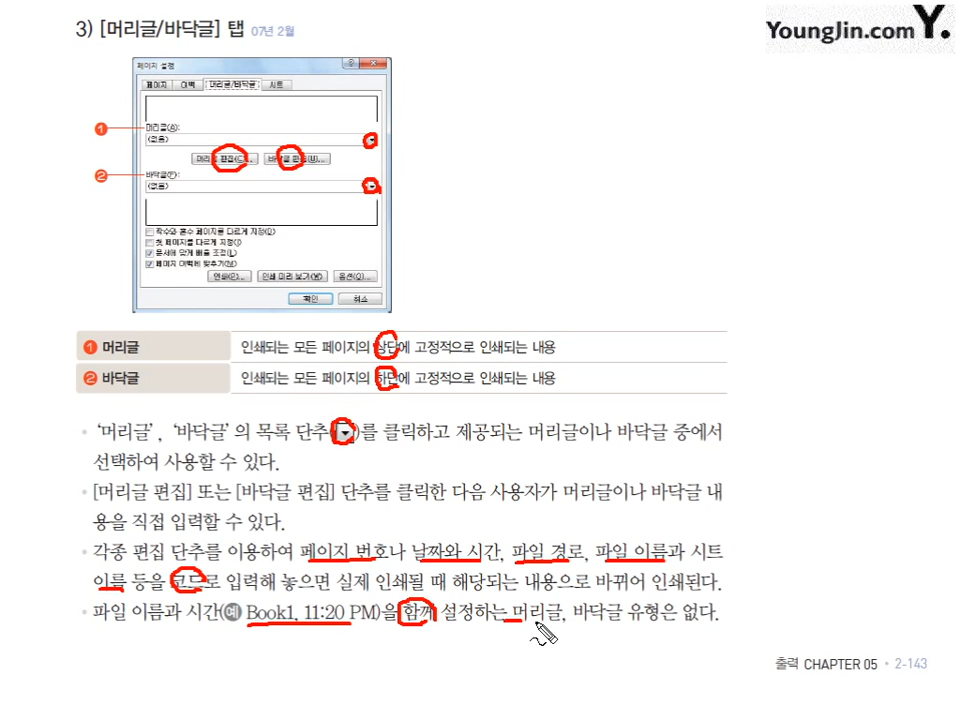 3) [머리글/바닥글] 탭 07년 2월
YoungJin.com Y.
페이지 설정
페이지 여백 머리글/바닥글 시트
① 머리글(A):
(없음)
머리글 편집(C)... 바닥글 편집(U)...
② 바닥글(F):
(없음)
짝수와 홀수 페이지를 다르게 지정(D)
첫 페이지를 다르게 지정(I)
문서에 맞게 배율 조정(L)
페이지 여백에 맞추기(M)
인쇄(P)... 인쇄 미리 보기(W) 옵션(O)...
확인 취소
① 머리글 인쇄되는 모든 페이지의 상단에 고정적으로 인쇄되는 내용
② 바닥글 인쇄되는 모든 페이지의 하단에 고정적으로 인쇄되는 내용
• ‘머리글’, ‘바닥글’의 목록 단추(▼)를 클릭하고 제공되는 머리글이나 바닥글 중에서
선택하여 사용할 수 있다.
• [머리글 편집] 또는 [바닥글 편집] 단추를 클릭한 다음 사용자가 머리글이나 바닥글 내
용을 직접 입력할 수 있다.
• 각종 편집 단추를 이용하여 페이지 번호나 날짜와 시간, 파일 경로, 파일 이름과 시트
이름 등을 코드로 입력해 놓으면 실제 인쇄될 때 해당되는 내용으로 바뀌어 인쇄된다.
• 파일 이름과 시간(예 Book1, 11:20 PM)을 함께 설정하는 머리글, 바닥글 유형은 없다.
출력 CHAPTER 05 • 2-143